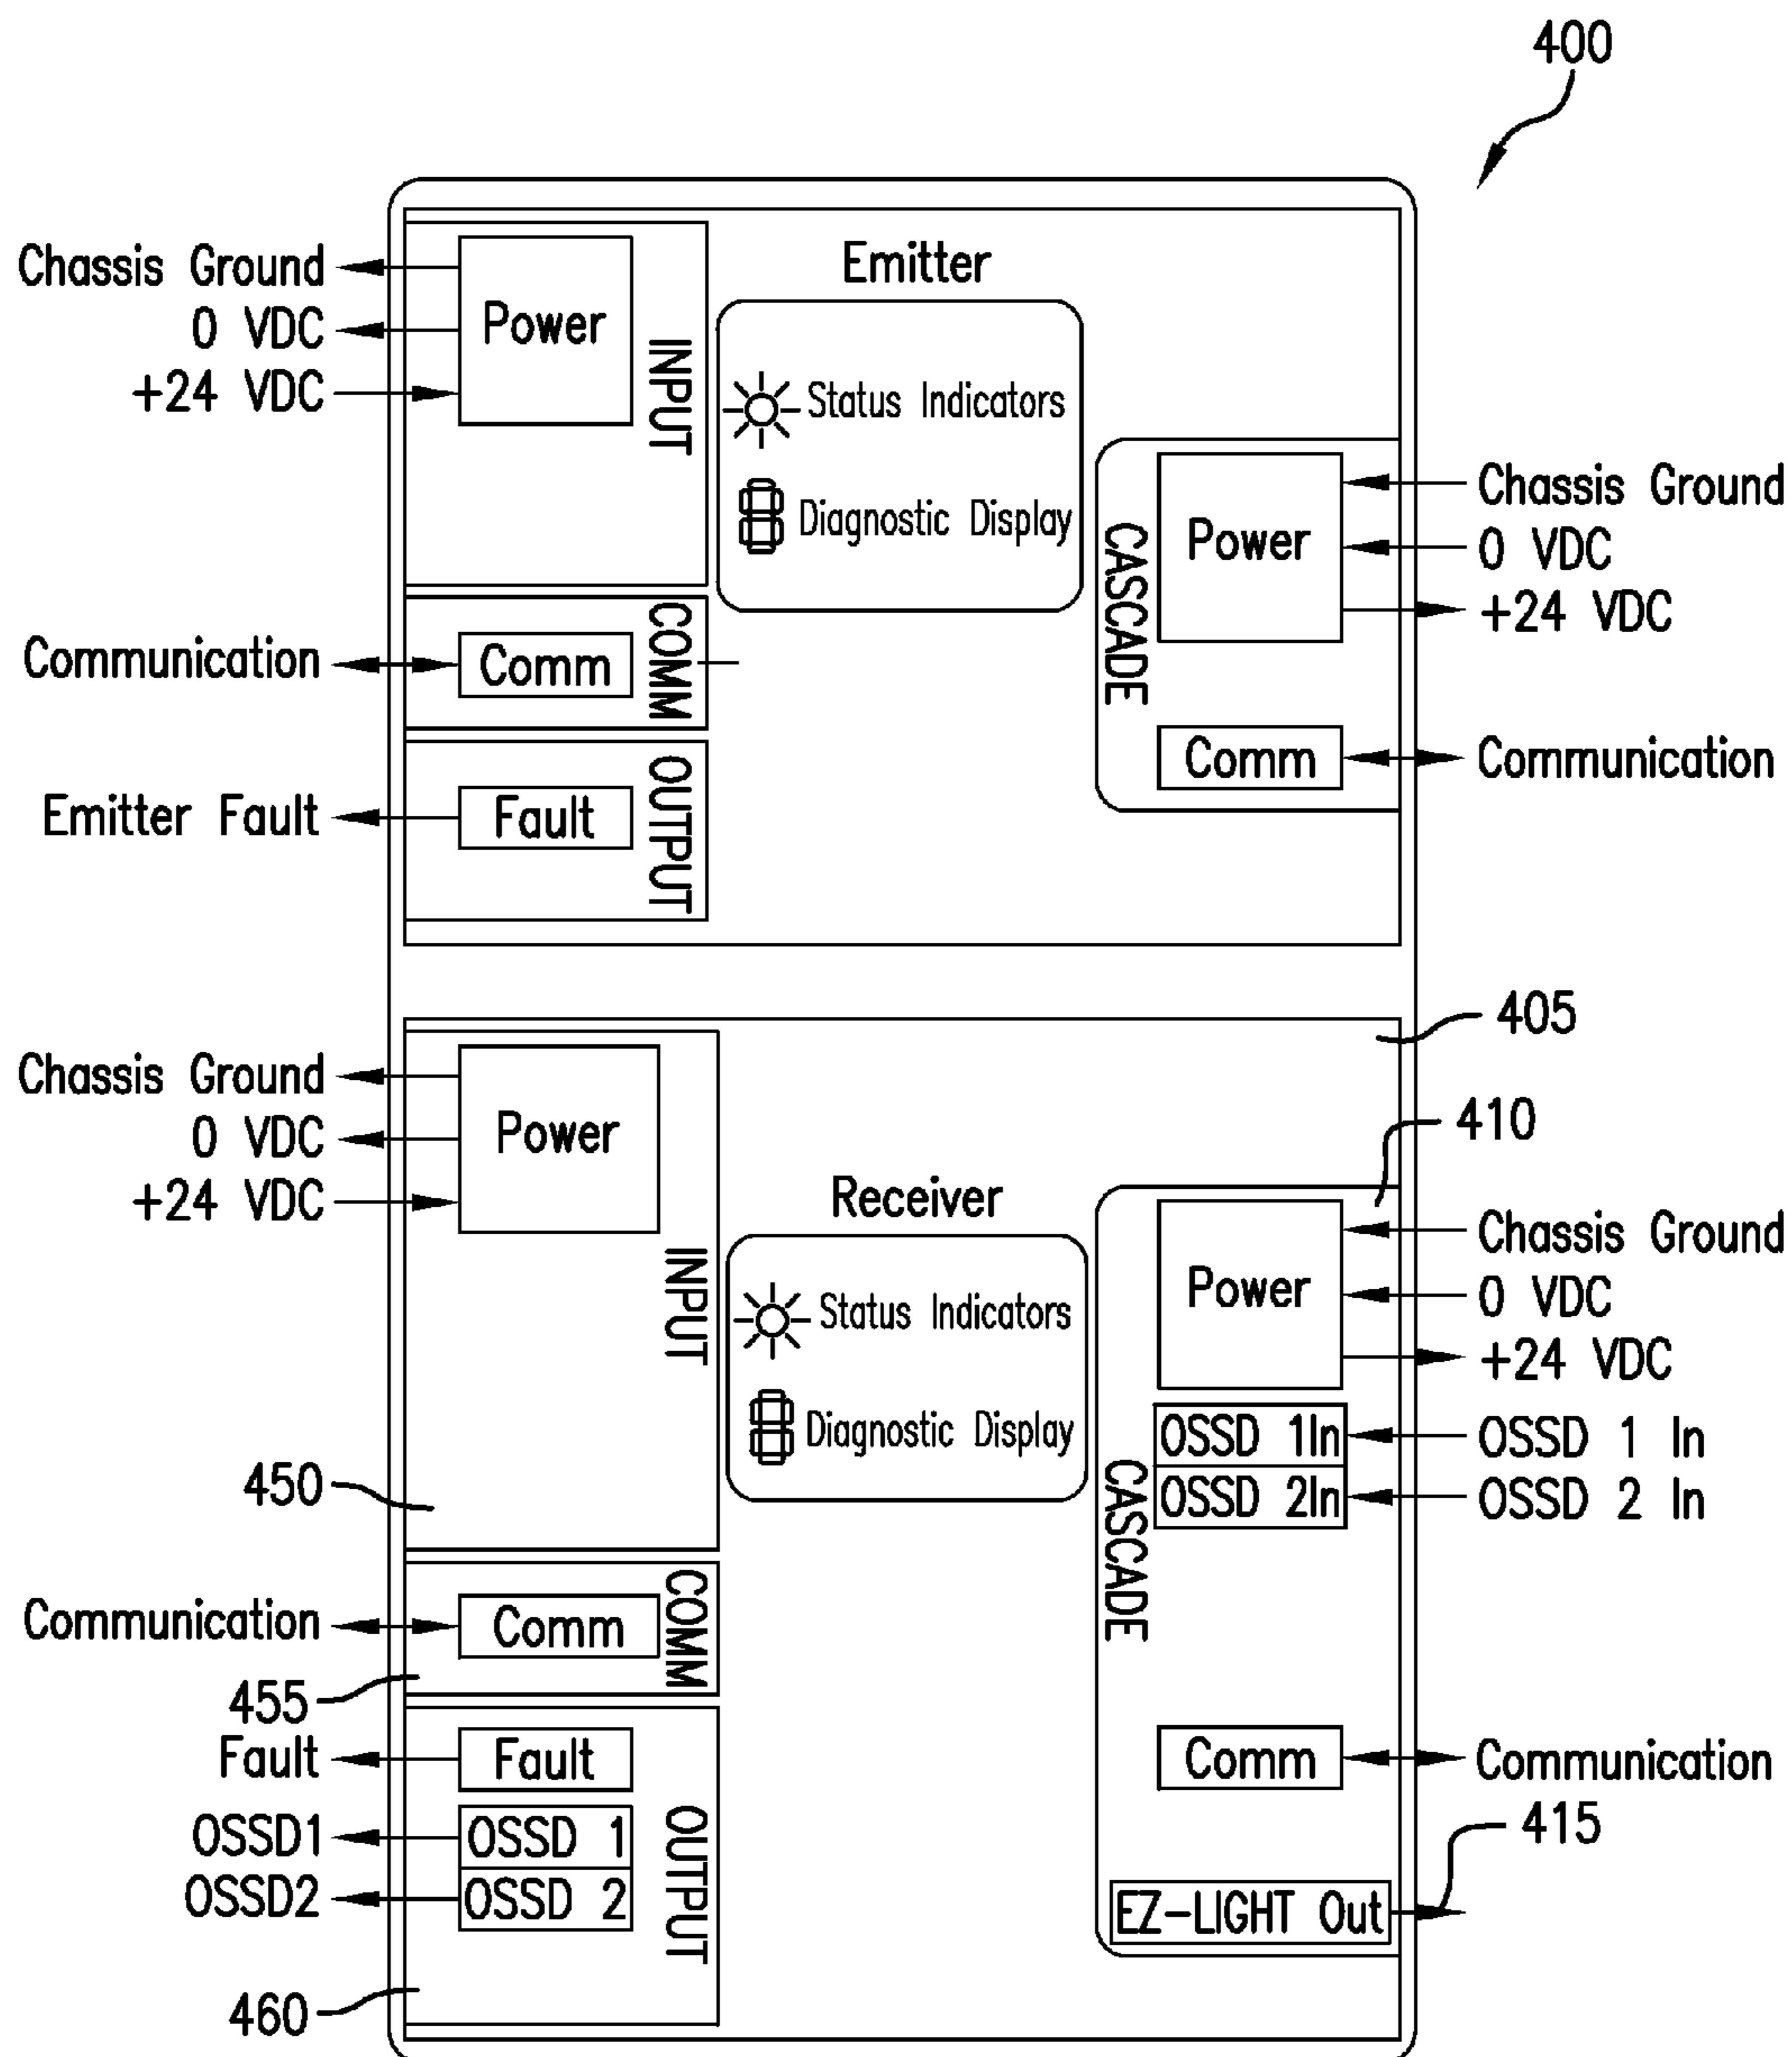 400
Emitter
Chassis Ground
0 VDC
+24 VDC
Power
INPUT
Status Indicators
Diagnostic Display
CASCADE
Power
Chassis Ground
0 VDC
+24 VDC
Communication
Comm
COMM
Comm
Communication
Emitter Fault
Fault
OUTPUT
405
410
Chassis Ground
0 VDC
+24 VDC
Power
INPUT
Receiver
Status Indicators
Diagnostic Display
CASCADE
Power
Chassis Ground
0 VDC
+24 VDC
OSSD 1In
OSSD 1 In
OSSD 2In
OSSD 2 In
450
Communication
Comm
COMM
455
Fault
Fault
Comm
Communication
OSSD1
OSSD 1
OSSD2
OSSD 2
OUTPUT
415
EZ-LIGHT Out
460